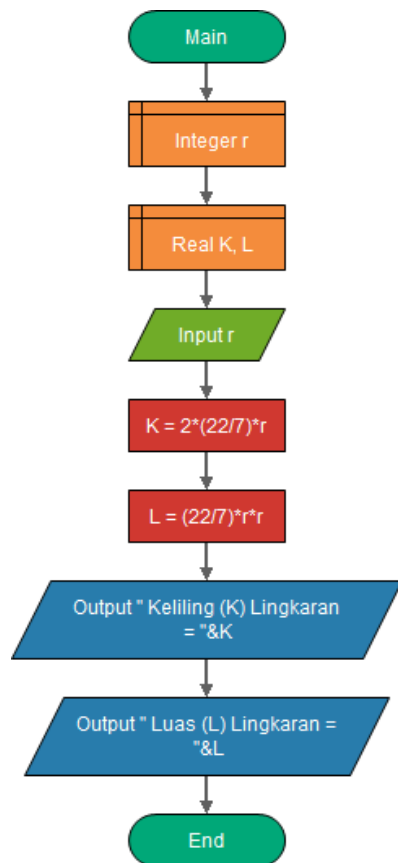 Main
Integer r
Real K, L
Input r
K = 2*(22/7)*r
L = (22/7)*r*r
Output " Keliling (K) Lingkaran
= "&K
Output " Luas (L) Lingkaran =
"&L
End